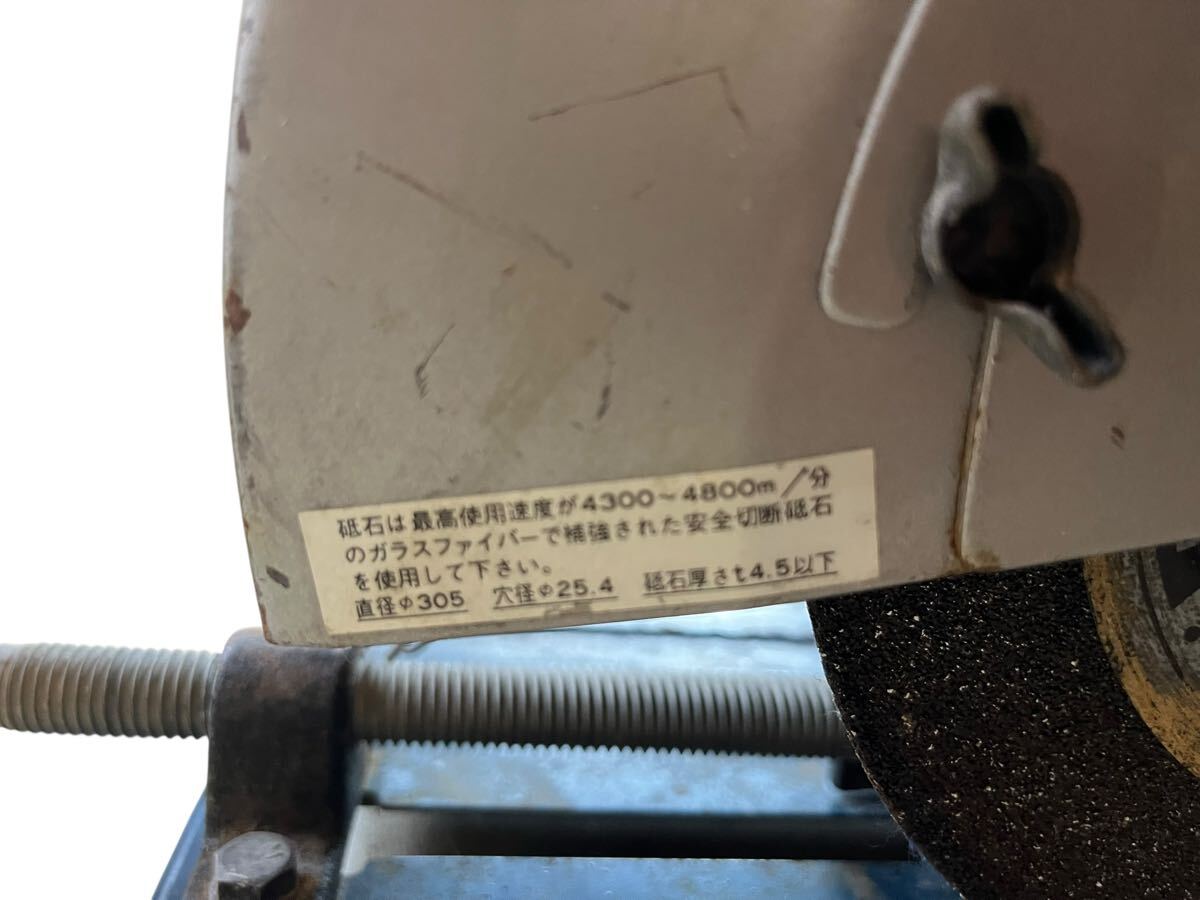 砥石は最高使用速度が4300～4800m／分
のガラスファイバーで補強された安全切断砥石
を使用して下さい。
直径φ305 穴径φ25.4 砥石厚さt4.5以下